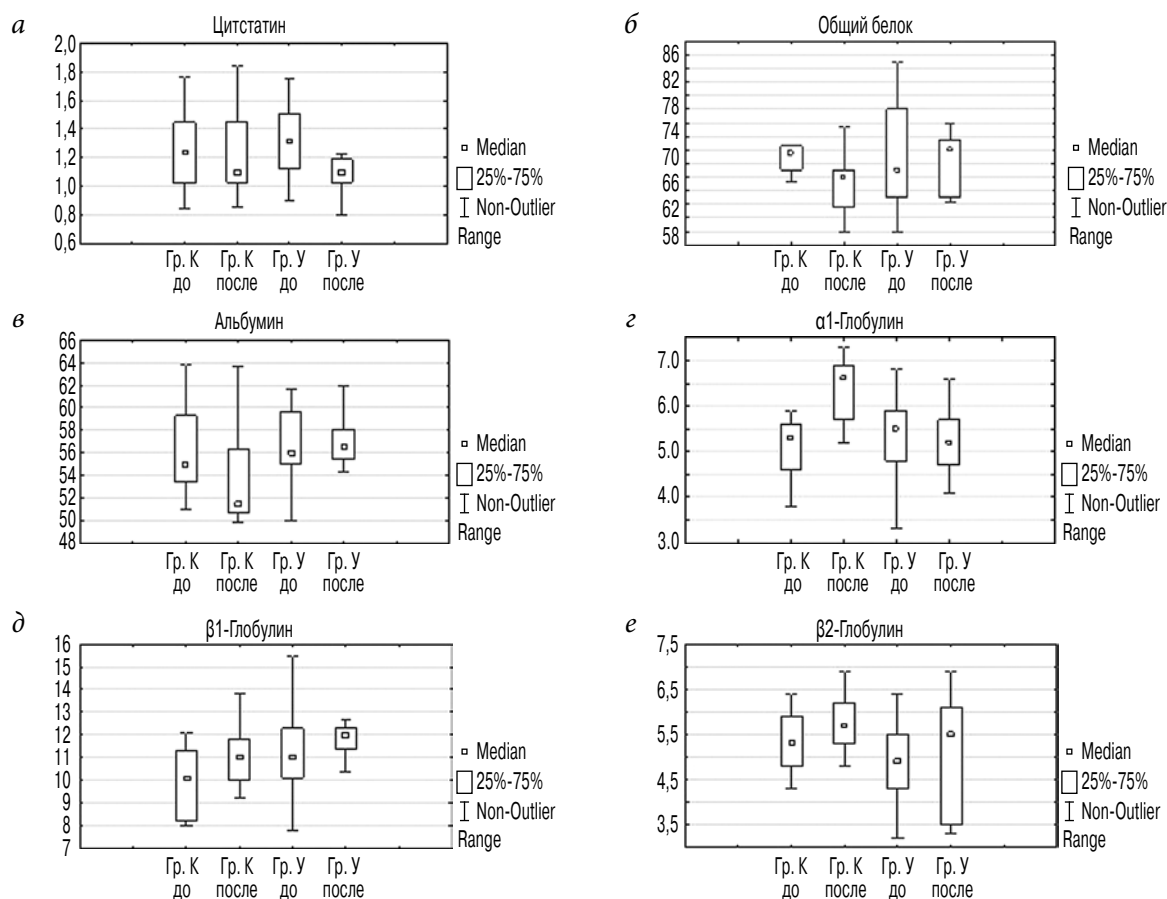 а
Цитстатин
2,0
1,8
1,6
1,4
1,2
1,0
0,8
0,6
Гр. К до
Гр. К после
Гр. У до
Гр. У после
Median
25%-75%
Non-Outlier
Range
б
Общий белок
86
82
78
74
70
66
62
58
Гр. К до
Гр. К после
Гр. У до
Гр. У после
Median
25%-75%
Non-Outlier
Range
в
Альбумин
66
64
62
60
58
56
54
52
50
48
Гр. К до
Гр. К после
Гр. У до
Гр. У после
Median
25%-75%
Non-Outlier
Range
г
α1-Глобулин
7.0
6.0
5.0
4.0
3.0
Гр. К до
Гр. К после
Гр. У до
Гр. У после
Median
25%-75%
Non-Outlier
Range
д
β1-Глобулин
16
15
14
13
12
11
10
9
8
7
Гр. К до
Гр. К после
Гр. У до
Гр. У после
Median
25%-75%
Non-Outlier
Range
е
β2-Глобулин
7,5
6,5
5,5
4,5
3,5
Гр. К до
Гр. К после
Гр. У до
Гр. У после
Median
25%-75%
Non-Outlier
Range